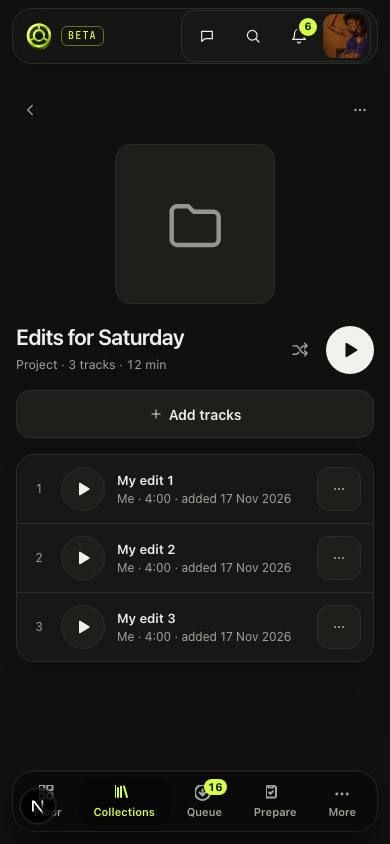 BETA
6
Edits for Saturday
Project · 3 tracks · 12 min
+ Add tracks
1
My edit 1
Me · 4:00 · added 17 Nov 2026
2
My edit 2
Me · 4:00 · added 17 Nov 2026
3
My edit 3
Me · 4:00 · added 17 Nov 2026
16
N
Collections Queue Prepare More